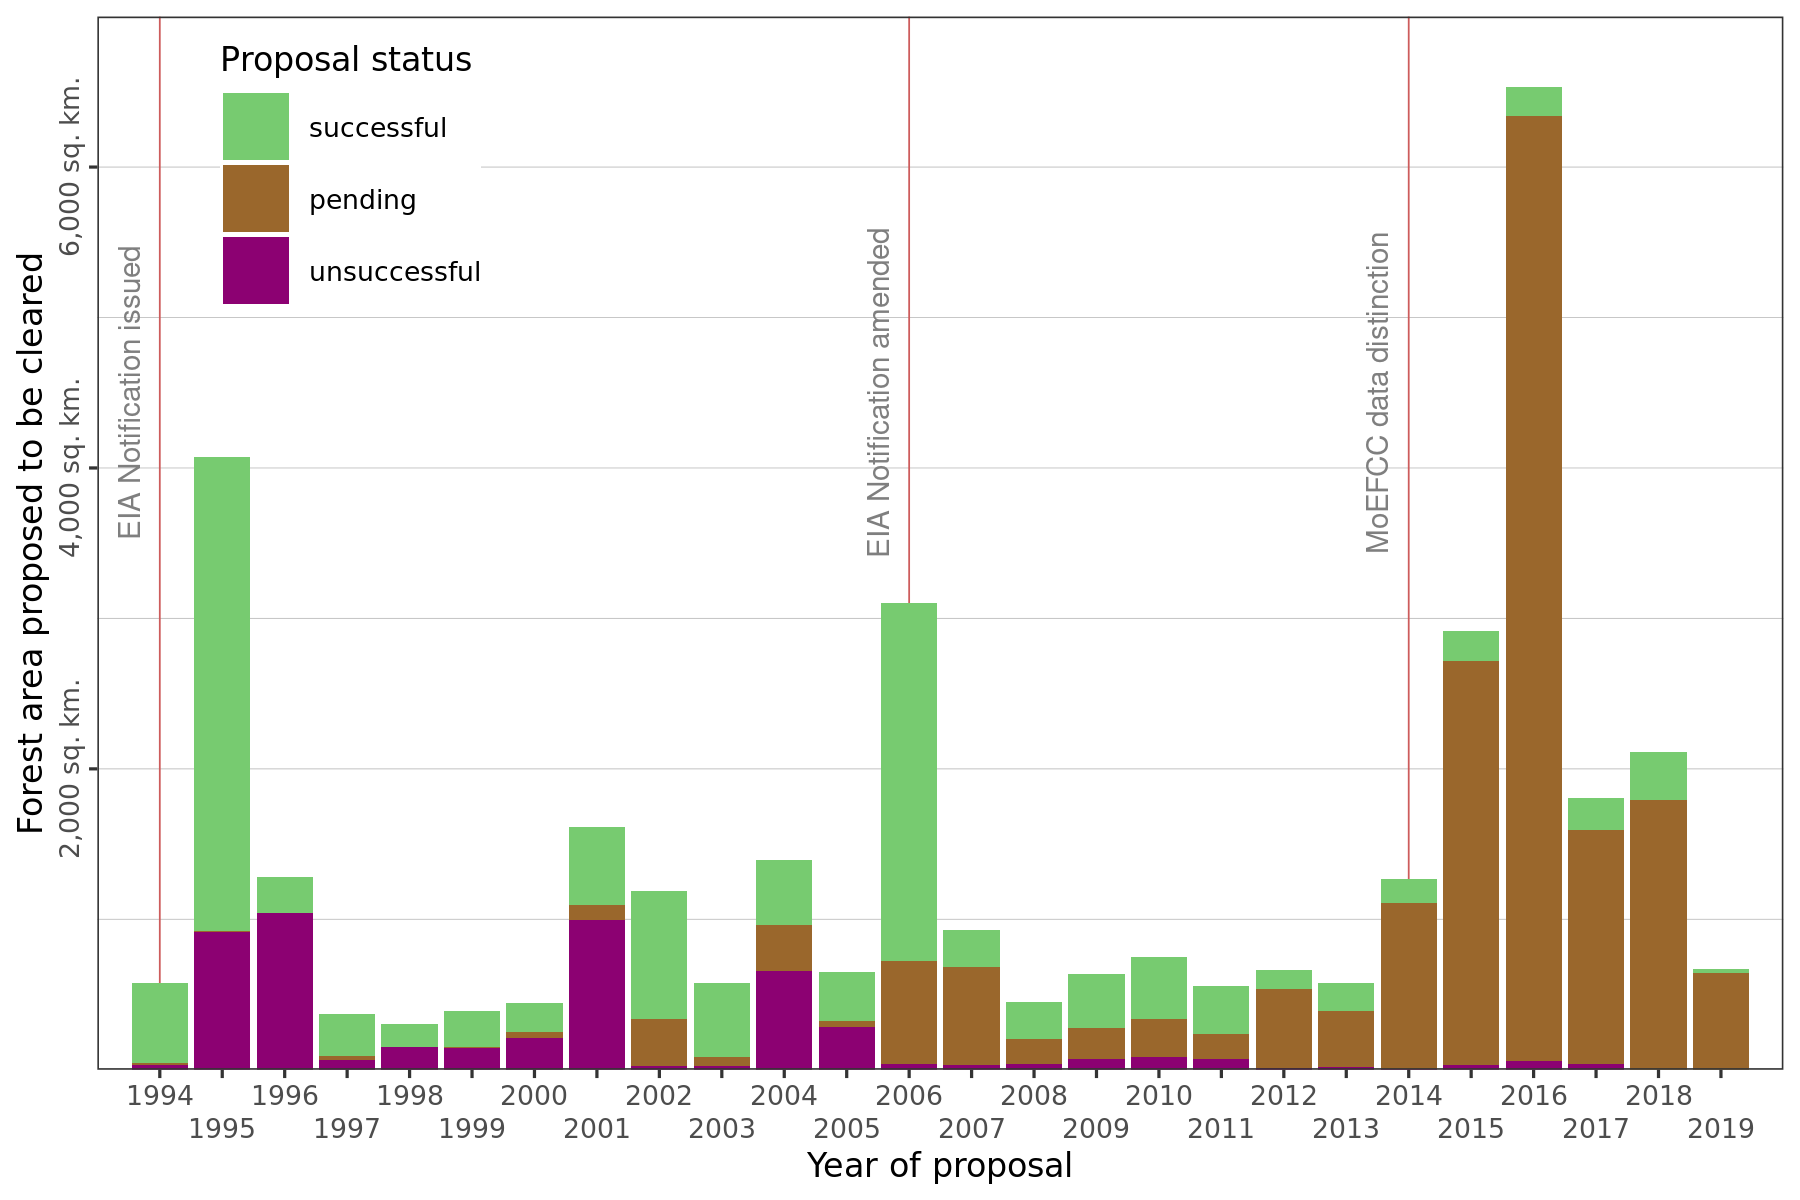 Proposal status
successful
pending
unsuccessful
Forest area proposed to be cleared
6,000 sq. km.
4,000 sq. km.
2,000 sq. km.
EIA Notification issued
EIA Notification amended
MoEFCC data distinction
1994 1996 1998 2000 2002 2004 2006 2008 2010 2012 2014 2016 2018
1995 1997 1999 2001 2003 2005 2007 2009 2011 2013 2015 2017 2019
Year of proposal